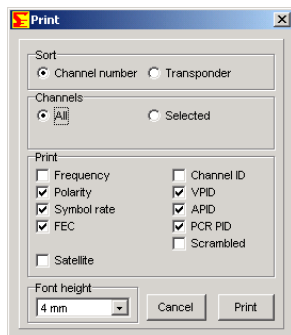 Print
Sort
Channel number Transponder
Channels
All Selected
Print
Frequency Channel ID
Polarity VPID
Symbol rate APID
FEC PCR PID
Scrambled
Satellite
Font height
4 mm Cancel Print